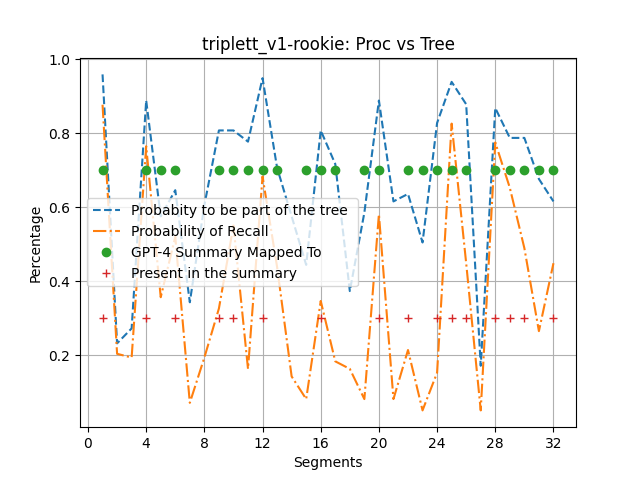 triplett_v1-rookie: Proc vs Tree
Percentage
1.0
0.8
0.6
0.4
0.2
Probabity to be part of the tree
Probability of Recall
GPT-4 Summary Mapped To
Present in the summary
0 4 8 12 16 20 24 28 32
Segments